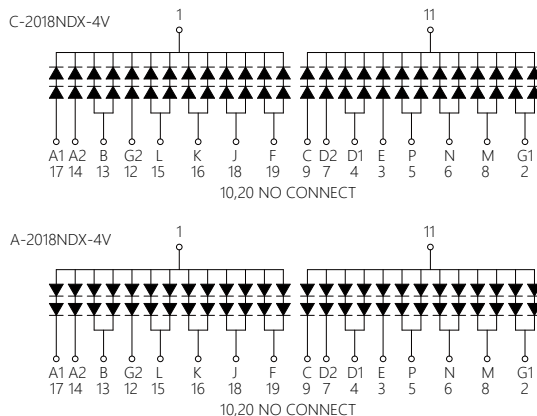 C-2018NDX-4V
1 11
A1 A2 B G2 L K J F C D2 D1 E P N M G1
17 14 13 12 15 16 18 19 9 7 4 3 5 6 8 2
10,20 NO CONNECT
A-2018NDX-4V
1 11
A1 A2 B G2 L K J F C D2 D1 E P N M G1
17 14 13 12 15 16 18 19 9 7 4 3 5 6 8 2
10,20 NO CONNECT